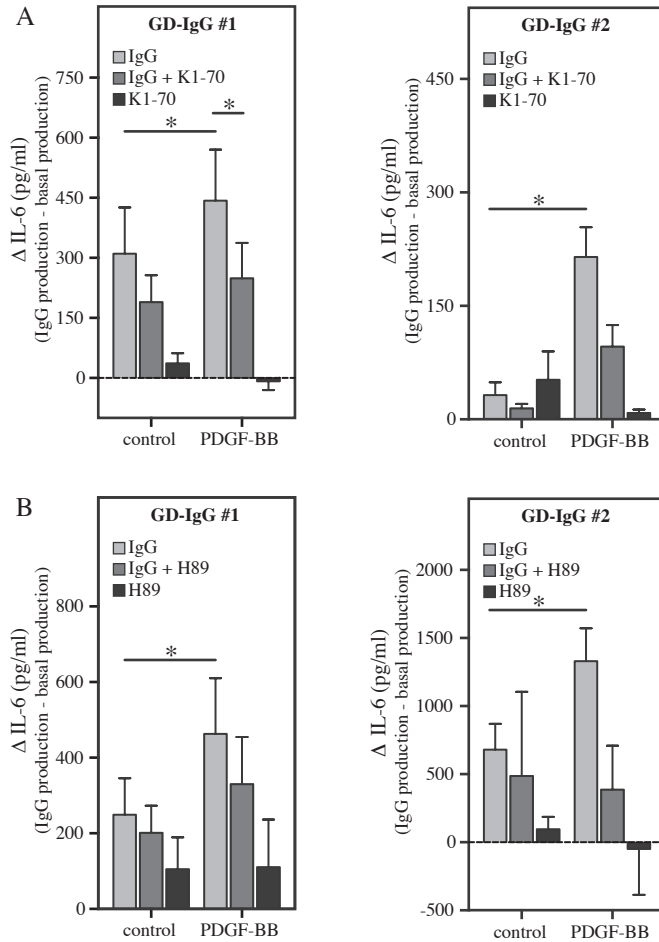 A
GD-IgG #1
IgG
IgG + K1-70
K1-70
*
*
750
600
450
300
150
0
Δ IL-6 (pg/ml)
(IgG production - basal production)
control
PDGF-BB
GD-IgG #2
IgG
IgG + K1-70
K1-70
*
450
300
150
0
Δ IL-6 (pg/ml)
(IgG production - basal production)
control
PDGF-BB
B
GD-IgG #1
IgG
IgG + H89
H89
*
800
600
400
200
0
Δ IL-6 (pg/ml)
(IgG production - basal production)
control
PDGF-BB
GD-IgG #2
IgG
IgG + H89
H89
*
2000
1500
1000
500
0
-500
Δ IL-6 (pg/ml)
(IgG production - basal production)
control
PDGF-BB